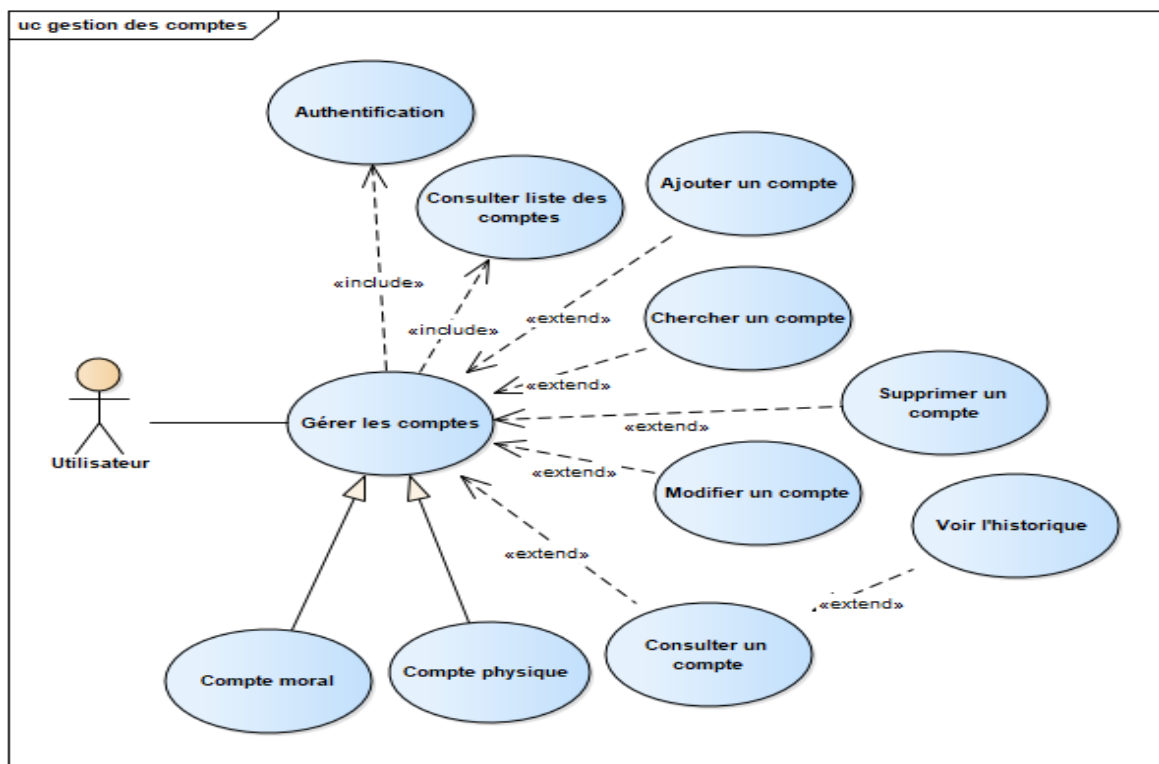 uc gestion des comptes
Authentification
Consulter liste des
comptes
Ajouter un compte
«include»
«include»
«extend»
Chercher un compte
«extend»
Supprimer un
compte
«extend»
Gérer les comptes
Utilisateur
«extend»
Modifier un compte
Voir l'historique
«extend»
«extend»
Consulter un
compte
Compte physique
Compte moral